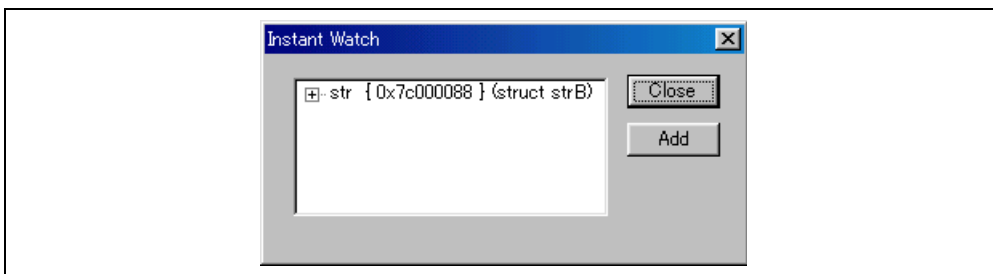 Instant Watch
str { 0x7c000088 } (struct strB)
Close
Add